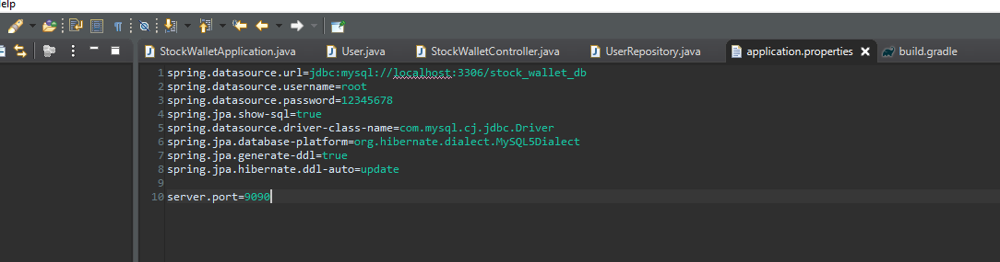 Help
StockWalletApplication.java
User.java
StockWalletController.java
UserRepository.java
application.properties
build.gradle
1 spring.datasource.url=jdbc:mysql://localhost:3306/stock_wallet_db
2 spring.datasource.username=root
3 spring.datasource.password=12345678
4 spring.jpa.show-sql=true
5 spring.datasource.driver-class-name=com.mysql.cj.jdbc.Driver
6 spring.jpa.database-platform=org.hibernate.dialect.MySQL5Dialect
7 spring.jpa.generate-ddl=true
8 spring.jpa.hibernate.ddl-auto=update
9
10 server.port=9090